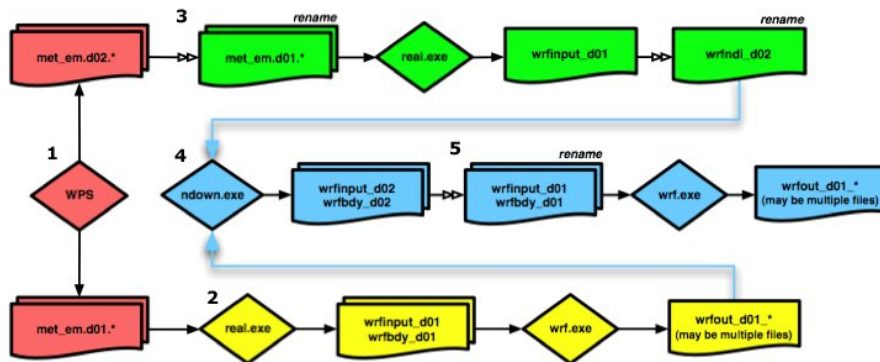 3
rename
rename
met_em.d02.*
met_em.d01.*
real.exe
wrfinput_d01
wrfndi_d02
1
4
5
rename
WPS
ndown.exe
wrfinput_d02
wrfbdy_d02
wrfinput_d01
wrfbdy_d01
wrf.exe
wrfout_d01_*
(may be multiple files)
2
met_em.d01.*
real.exe
wrfinput_d01
wrfbdy_d01
wrf.exe
wrfout_d01_*
(may be multiple files)